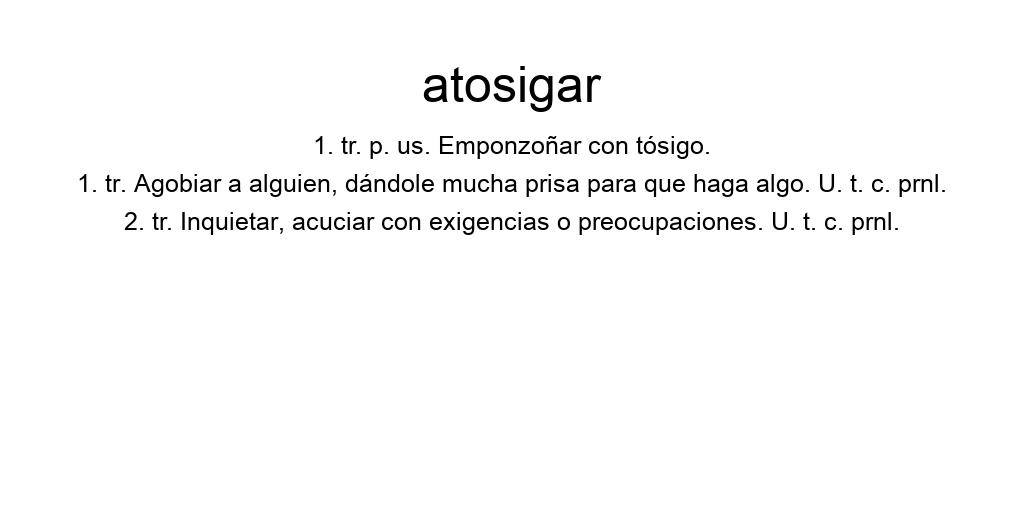 atosigar
1. tr. p. us. Emponzoñar con tósigo.
1. tr. Agobiar a alguien, dándole mucha prisa para que haga algo. U. t. c. prnl.
2. tr. Inquietar, acuciar con exigencias o preocupaciones. U. t. c. prnl.